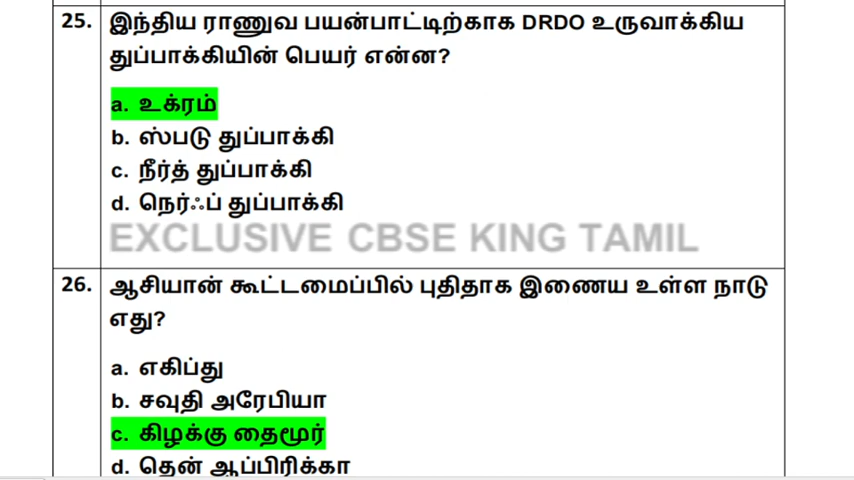 25. இந்திய ராணுவ பயன்பாட்டிற்காக DRDO உருவாக்கிய
துப்பாக்கியின் பெயர் என்ன?
a. உக்ரம்
b. ஸ்படு துப்பாக்கி
c. நீர்த் துப்பாக்கி
d. நெர்ஃப் துப்பாக்கி
EXCLUSIVE CBSE KING TAMIL
26. ஆசியான் கூட்டமைப்பில் புதிதாக இணைய உள்ள நாடு
எது?
a. எகிப்து
b. சவுதி அரேபியா
c. கிழக்கு தைமூர்
d. தென் ஆப்பிரிக்கா